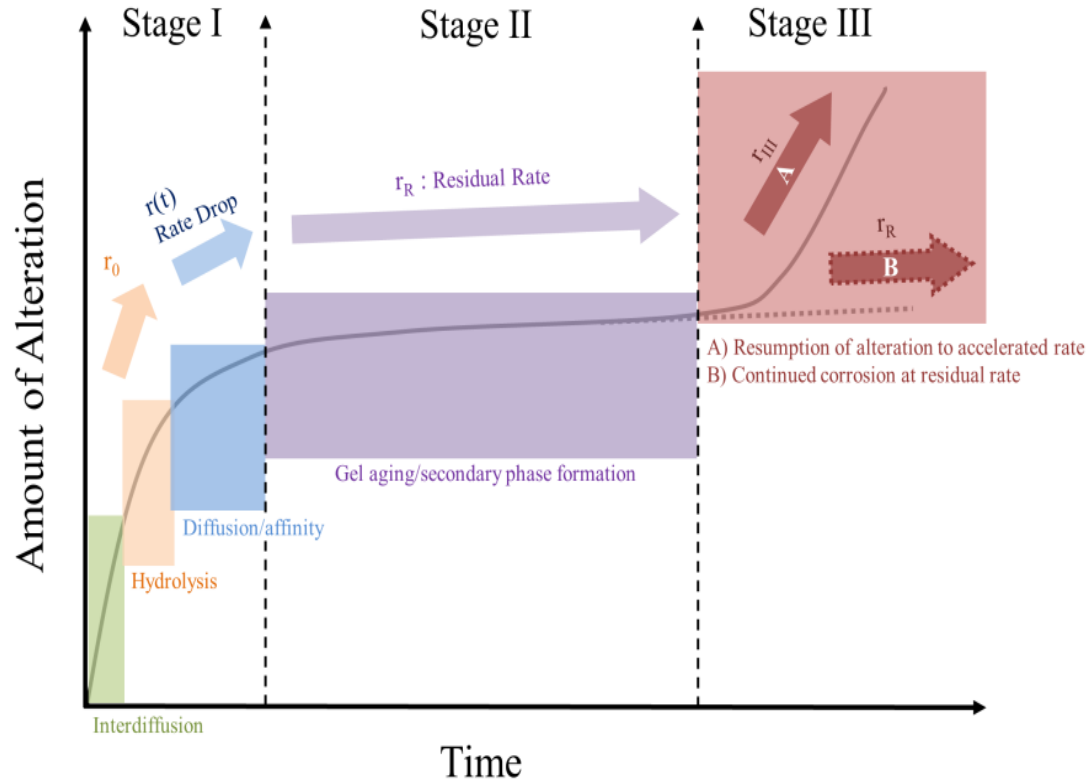 Stage I
Stage II
Stage III
Amount of Alteration
r0
r(t)
Rate Drop
rR : Residual Rate
rIII
A
rR
B
A) Resumption of alteration to accelerated rate
B) Continued corrosion at residual rate
Gel aging/secondary phase formation
Diffusion/affinity
Hydrolysis
Interdiffusion
Time